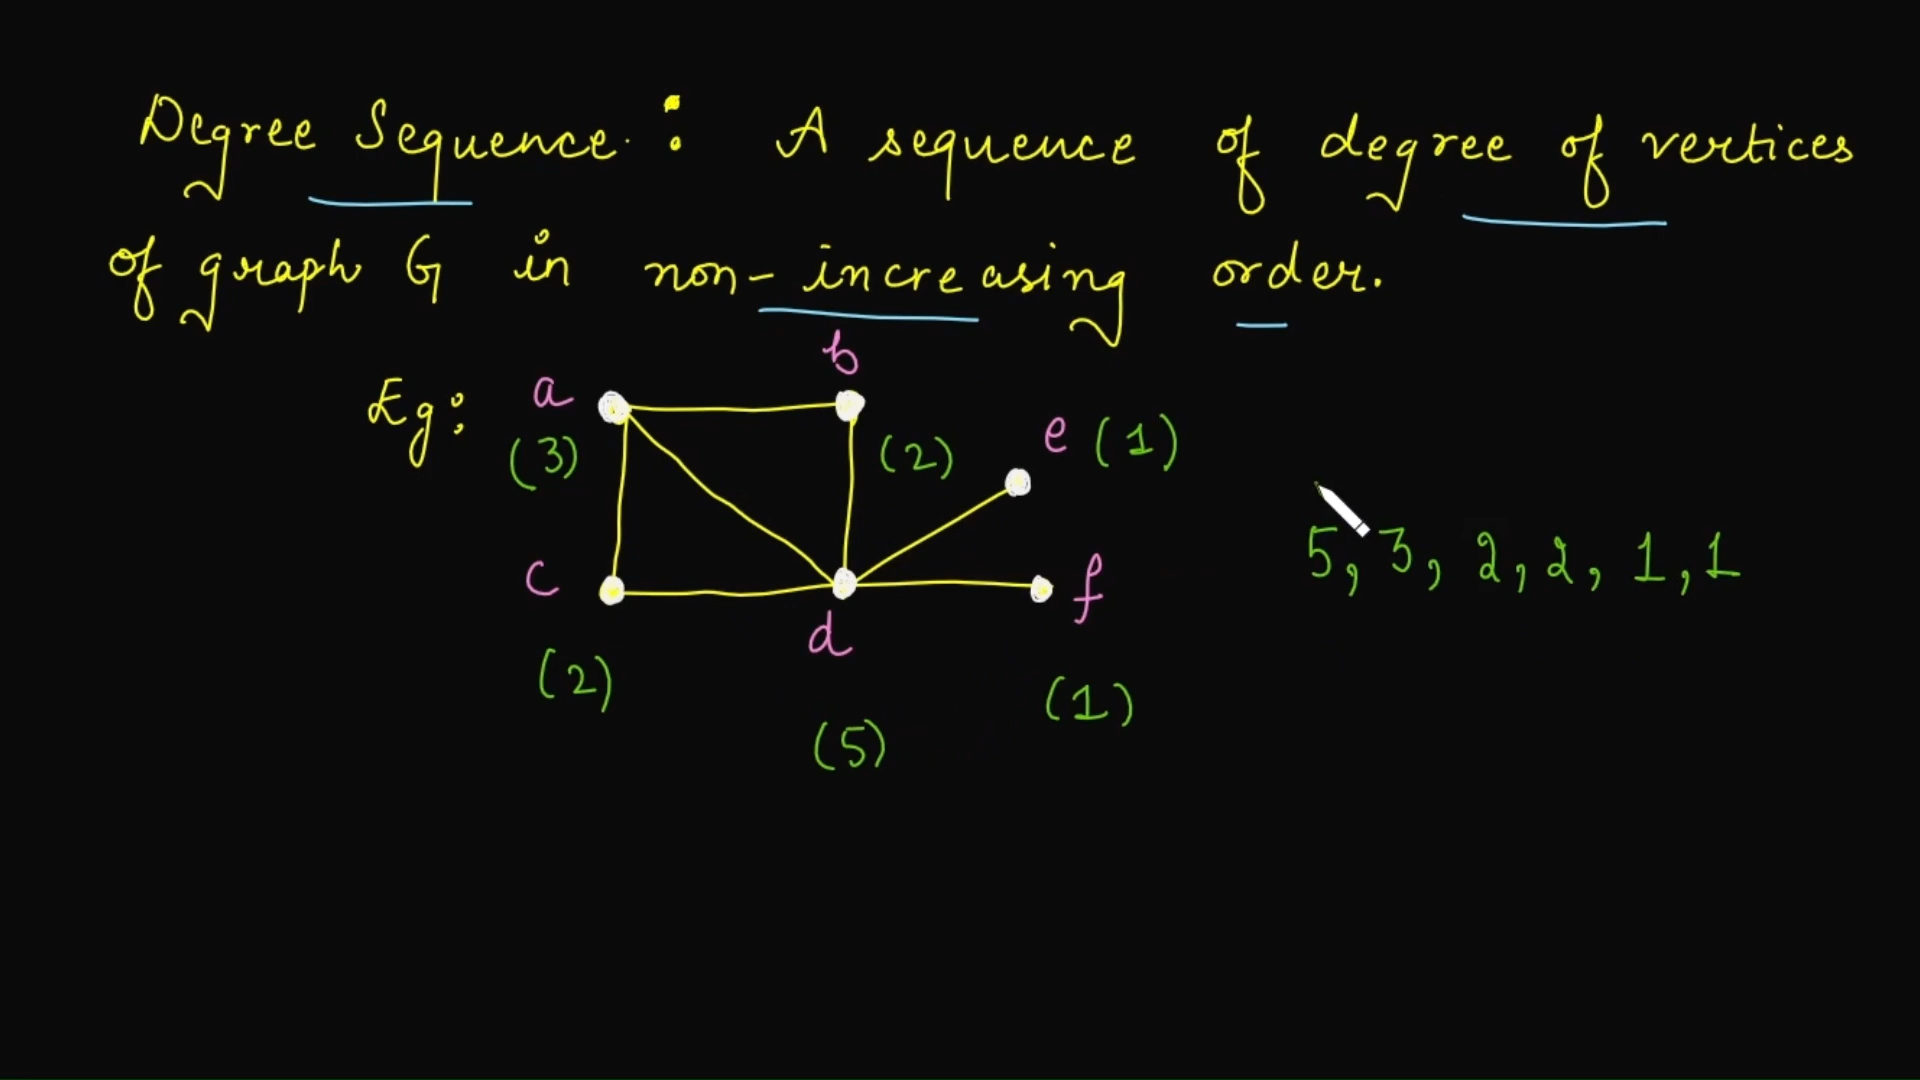 Degree Sequence : A sequence of degree of vertices
of graph G in non-increasing order.
Eg:
a
b
(3)
(2)
e (1)
c
d
f
(2)
(5)
(1)
5, 3, 2, 2, 1, 1